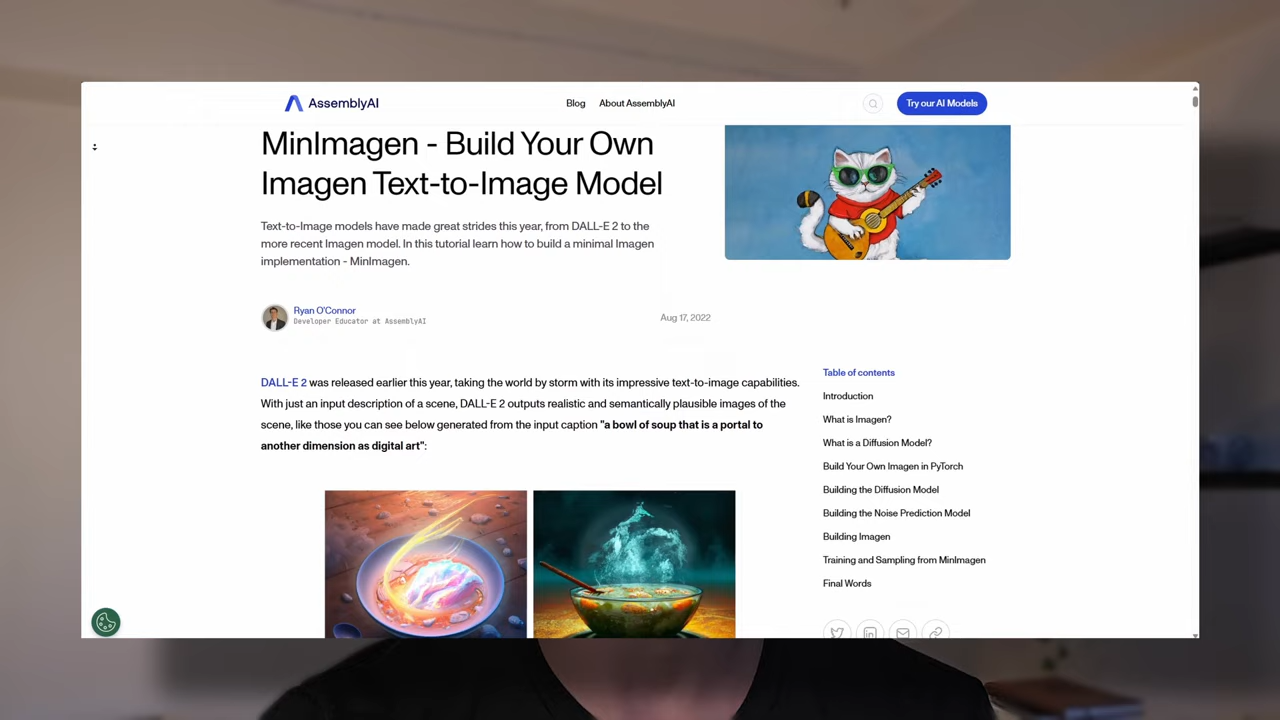 AssemblyAI
Blog
About AssemblyAI
Try our AI Models
MinImagen - Build Your Own
Imagen Text-to-Image Model
Text-to-Image models have made great strides this year, from DALL-E 2 to the
more recent Imagen model. In this tutorial learn how to build a minimal Imagen
implementation - MinImagen.
Ryan O'Connor
Developer Educator at AssemblyAI
Aug 17, 2022
DALL-E 2 was released earlier this year, taking the world by storm with its impressive text-to-image capabilities.
With just an input description of a scene, DALL-E 2 outputs realistic and semantically plausible images of the
scene, like those you can see below generated from the input caption "a bowl of soup that is a portal to
another dimension as digital art":
Table of contents
Introduction
What is Imagen?
What is a Diffusion Model?
Build Your Own Imagen in PyTorch
Building the Diffusion Model
Building the Noise Prediction Model
Building Imagen
Training and Sampling from MinImagen
Final Words